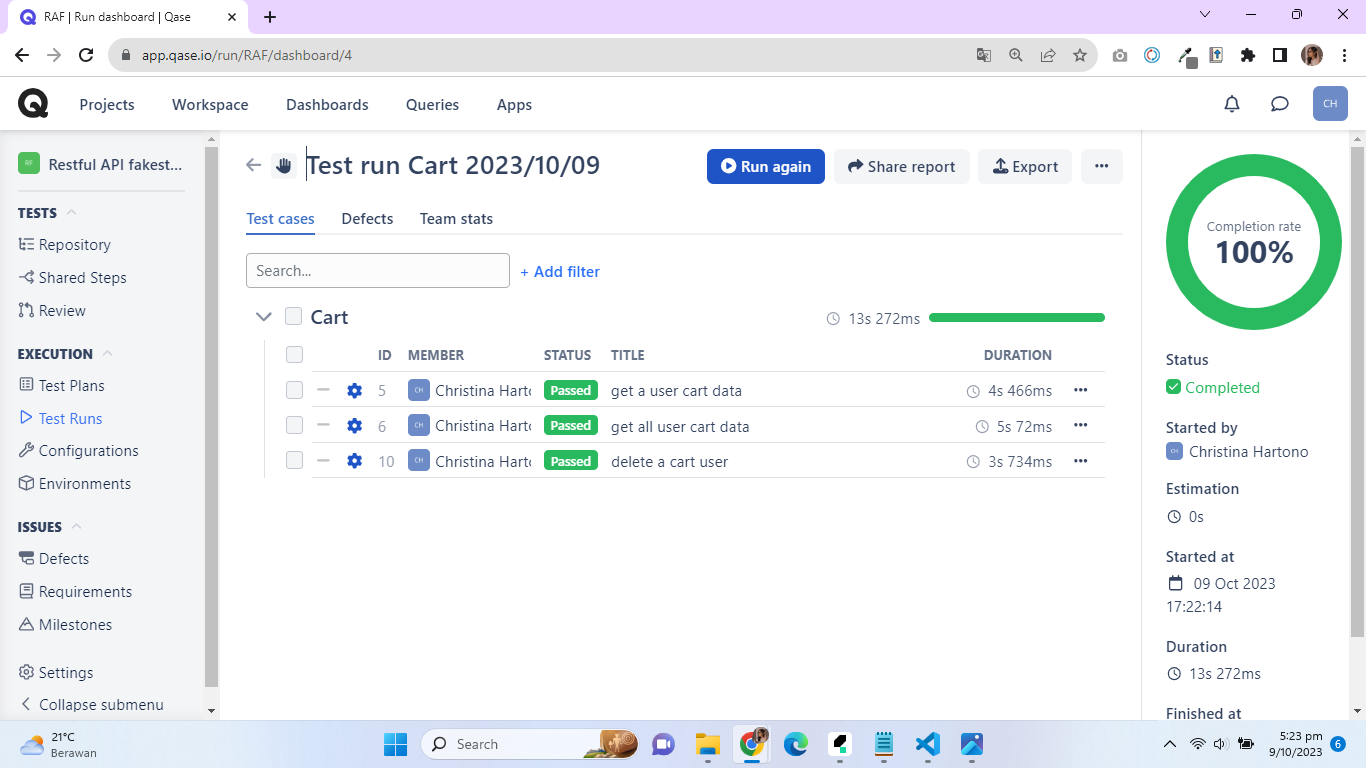 RAF | Run dashboard | Qase
app.qase.io/run/RAF/dashboard/4
Projects
Workspace
Dashboards
Queries
Apps
CH
RF
Restful API fakest...
TESTS
Repository
Shared Steps
Review
EXECUTION
Test Plans
Test Runs
Configurations
Environments
ISSUES
Defects
Requirements
Milestones
Settings
Collapse submenu
Test run Cart 2023/10/09
Run again
Share report
Export
Test cases
Defects
Team stats
Search...
+ Add filter
Cart
13s 272ms
ID MEMBER STATUS TITLE DURATION
5 CH Christina Harto Passed get a user cart data 4s 466ms
6 CH Christina Harto Passed get all user cart data 5s 72ms
10 CH Christina Harto Passed delete a cart user 3s 734ms
Completion rate
100%
Status
Completed
Started by
CH Christina Hartono
Estimation
0s
Started at
09 Oct 2023
17:22:14
Duration
13s 272ms
Finished at
21°C
Berawan
Search
5:23 pm
9/10/2023
6